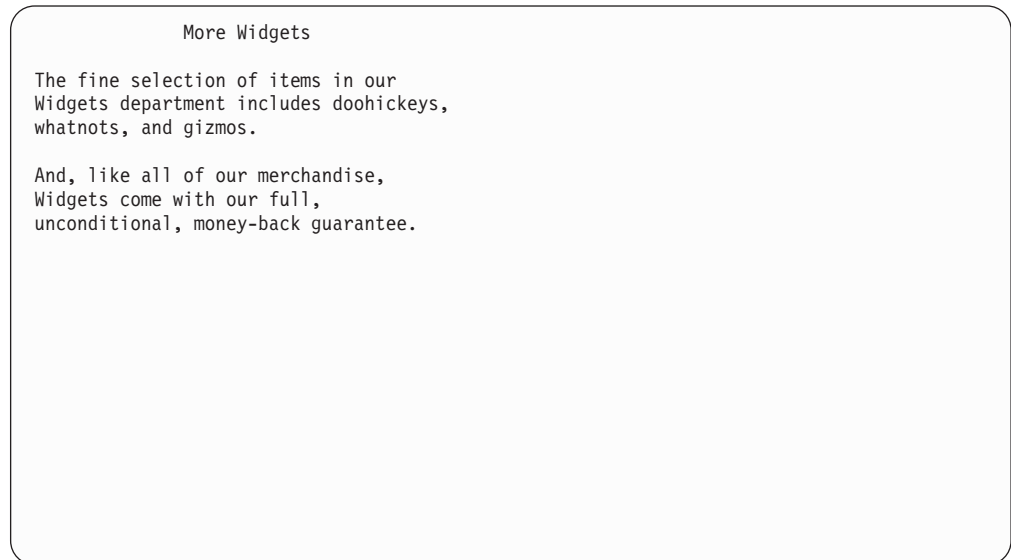 More Widgets
The fine selection of items in our
Widgets department includes doohickeys,
whatnots, and gizmos.
And, like all of our merchandise,
Widgets come with our full,
unconditional, money-back guarantee.